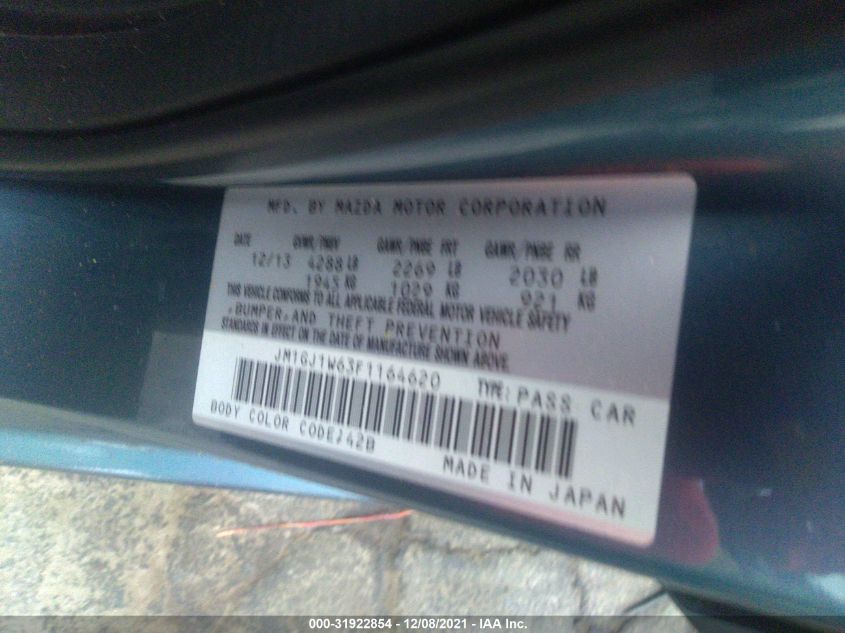 MFD. BY MAZDA MOTOR CORPORATION
DATE GVWR/PNBV GAWR/PNBE FRT GAWR/PNBE RR
12/13 4288 LB 2269 LB 2030 LB
1945 KG 1029 KG 921 KG
THIS VEHICLE CONFORMS TO ALL APPLICABLE FEDERAL MOTOR VEHICLE SAFETY
,BUMPER,AND THEFT PREVENTION
STANDARDS IN EFFECT ON THE DATE OF MANUFACTURE SHOWN ABOVE.
JM1GJ1W63F1164620 TYPE: PASS CAR
BODY COLOR CODE:42B
MADE IN JAPAN
000-31922854 - 12/08/2021 - IAA Inc.